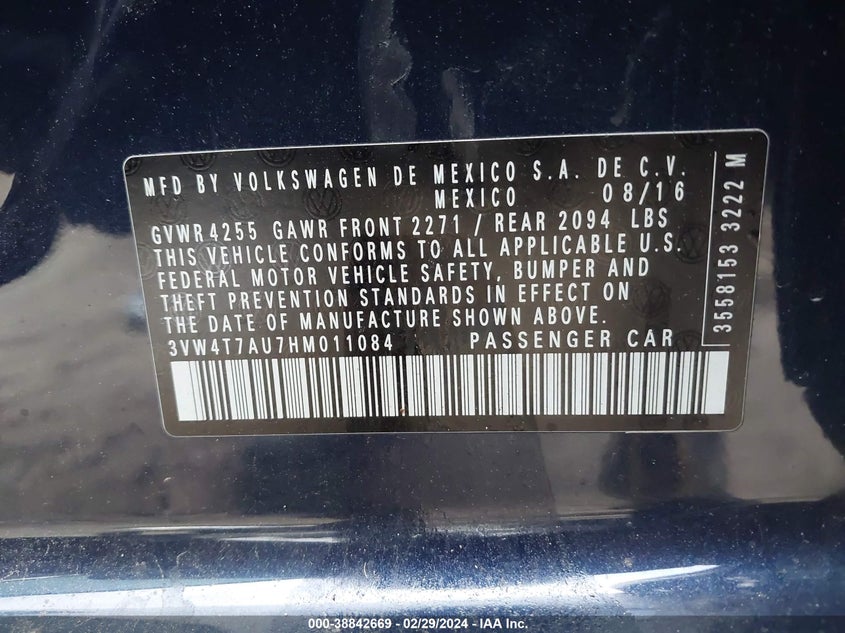 MFD BY VOLKSWAGEN DE MEXICO S.A. DE C.V.
MEXICO 08/16
GVWR 4255 GAWR FRONT 2271 / REAR 2094 LBS
THIS VEHICLE CONFORMS TO ALL APPLICABLE U.S.
FEDERAL MOTOR VEHICLE SAFETY, BUMPER AND
THEFT PREVENTION STANDARDS IN EFFECT ON
THE DATE OF MANUFACTURE SHOWN ABOVE.
3VW4T7AU7HM011084 PASSENGER CAR
3558153 3222 M
000-38842669 - 02/29/2024 - IAA Inc.